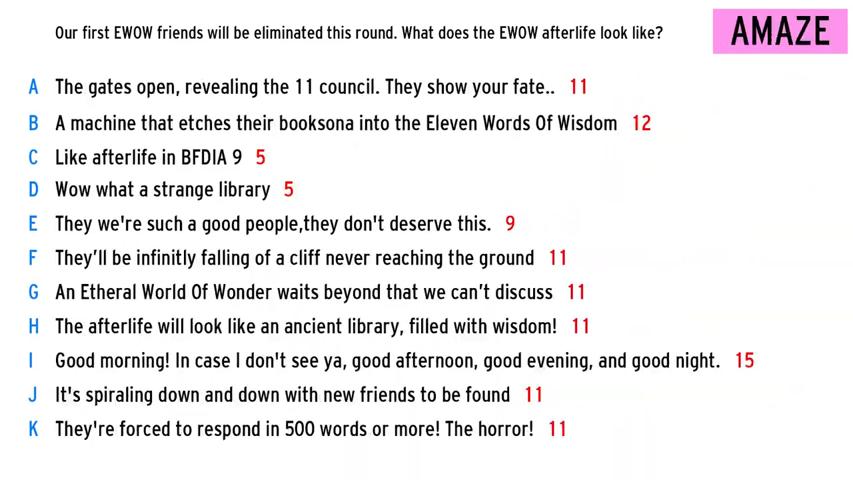 Our first EWOW friends will be eliminated this round. What does the EWOW afterlife look like?
AMAZE
A The gates open, revealing the 11 council. They show your fate.. 11
B A machine that etches their booksona into the Eleven Words Of Wisdom 12
C Like afterlife in BFDIA 9 5
D Wow what a strange library 5
E They we're such a good people,they don't deserve this. 9
F They'll be infinitly falling of a cliff never reaching the ground 11
G An Etheral World Of Wonder waits beyond that we can't discuss 11
H The afterlife will look like an ancient library, filled with wisdom! 11
I Good morning! In case I don't see ya, good afternoon, good evening, and good night. 15
J It's spiraling down and down with new friends to be found 11
K They're forced to respond in 500 words or more! The horror! 11